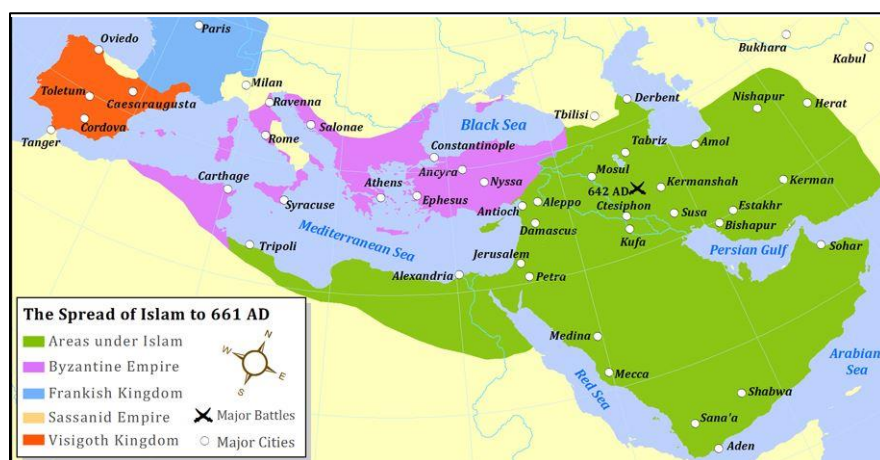 Paris
Oviedo
Bukhara
Kabul
Milan
Toletum
Caesaraugusta
Ravenna
Derbent
Nishapur
Herat
Salonae
Black Sea
Tbilisi
Cordova
Tanger
Rome
Constantinople
Tabriz
Amol
Ancyra
Mosul
Carthage
Athens
Nyssa
642 AD
Kermanshah
Kerman
Syracuse
Ephesus
Aleppo
Ctesiphon
Antioch
Susa
Estakhr
Damascus
Bishapur
Mediterranean Sea
Kufa
Tripoli
Jerusalem
Persian Gulf
Sohar
Alexandria
Petra
The Spread of Islam to 661 AD
Areas under Islam
Byzantine Empire
Frankish Kingdom
Sassanid Empire
Visigoth Kingdom
N
W
E
S
Major Battles
Major Cities
Medina
Mecca
Red Sea
Arabian
Sea
Shabwa
Sana'a
Aden